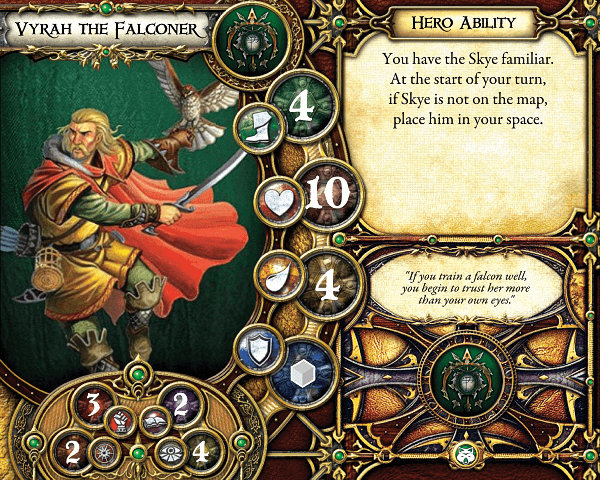 VYRAH THE FALCONER
4
10
4
3
2
2
4
HERO ABILITY
You have the Skye familiar.
At the start of your turn,
if Skye is not on the map,
place him in your space.
"If you train a falcon well,
you begin to trust her more
than your own eyes."